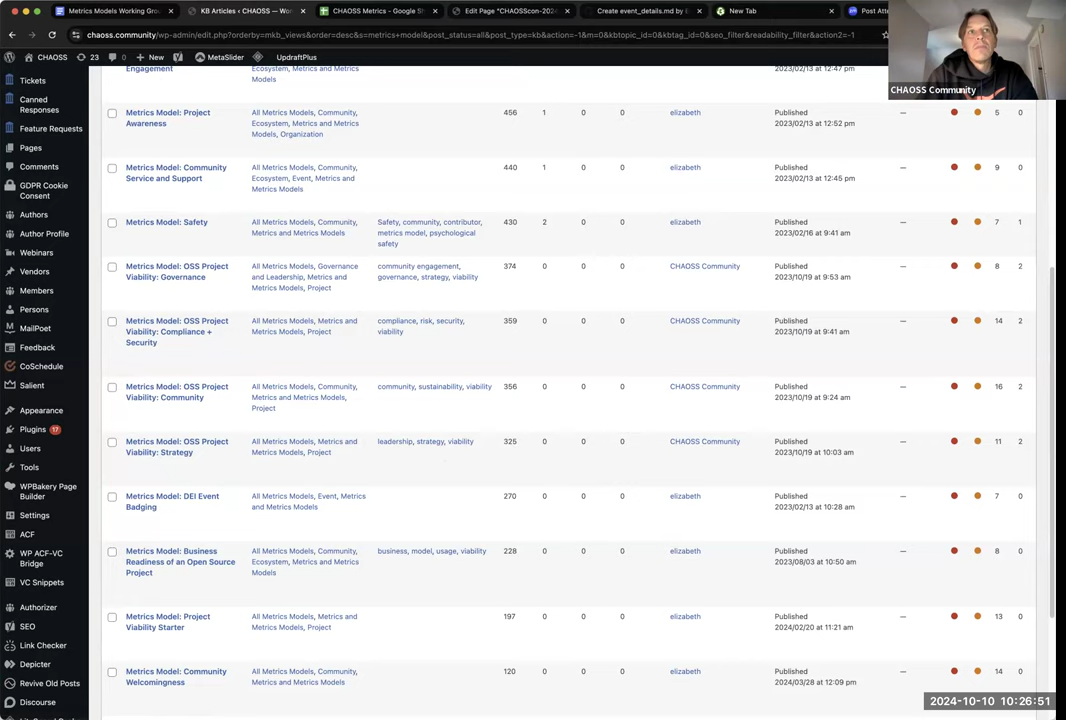 Metrics Models Working Grou
KB Articles ‹ CHAOSS — Wor
CHAOSS Metrics - Google Sh
Edit Page "CHAOSScon-2024
Create event_details.md by
New Tab
Post Atte
chaoss.community/wp-admin/edit.php?orderby=mkb_views&order=desc&s=metrics+model&post_status=all&post_type=kb&action=-1&m=0&kbtopic_id=0&kbtag_id=0&seo_filter&readability_filter&action2=-1
CHAOSS
23
0
New
MetaSlider
UpdraftPlus
CHAOSS Community
Tickets
Canned
Responses
Feature Requests
Pages
Comments
GDPR Cookie
Consent
Authors
Author Profile
Webinars
Vendors
Members
Persons
MailPoet
Feedback
CoSchedule
Salient
Appearance
Plugins 17
Users
Tools
WPBakery Page
Builder
Settings
ACF
WP ACF-VC
Bridge
VC Snippets
Authorizer
SEO
Link Checker
Depicter
Revive Old Posts
Discourse
Engagement
Ecosystem, Metrics and Metrics
Models
2023/02/13 at 12:47 pm
Metrics Model: Project
Awareness
All Metrics Models, Community,
Ecosystem, Metrics and Metrics
Models, Organization
456 1 0 0 elizabeth
Published
2023/02/13 at 12:52 pm
— 5 0
Metrics Model: Community
Service and Support
All Metrics Models, Community,
Ecosystem, Event, Metrics and
Metrics Models
440 1 0 0 elizabeth
Published
2023/02/13 at 12:45 pm
— 9 0
Metrics Model: Safety
All Metrics Models, Community,
Metrics and Metrics Models
Safety, community, contributor,
metrics model, psychological
safety
430 2 0 0 elizabeth
Published
2023/02/16 at 9:41 am
— 7 1
Metrics Model: OSS Project
Viability: Governance
All Metrics Models, Governance
and Leadership, Metrics and
Metrics Models, Project
community engagement,
governance, strategy, viability
374 0 0 0 CHAOSS Community
Published
2023/10/19 at 9:53 am
— 8 2
Metrics Model: OSS Project
Viability: Compliance +
Security
All Metrics Models, Metrics and
Metrics Models, Project
compliance, risk, security,
viability
359 0 0 0 CHAOSS Community
Published
2023/10/19 at 9:41 am
— 14 2
Metrics Model: OSS Project
Viability: Community
All Metrics Models, Community,
Metrics and Metrics Models,
Project
community, sustainability, viability
356 0 0 0 CHAOSS Community
Published
2023/10/19 at 9:24 am
— 16 2
Metrics Model: OSS Project
Viability: Strategy
All Metrics Models, Metrics and
Metrics Models, Project
leadership, strategy, viability
325 0 0 0 CHAOSS Community
Published
2023/10/19 at 10:03 am
— 11 2
Metrics Model: DEI Event
Badging
All Metrics Models, Event, Metrics
and Metrics Models
270 0 0 0 elizabeth
Published
2023/02/13 at 10:28 am
— 7 0
Metrics Model: Business
Readiness of an Open Source
Project
All Metrics Models, Community,
Ecosystem, Metrics and Metrics
Models
business, model, usage, viability
228 0 0 0 elizabeth
Published
2023/08/03 at 10:50 am
— 8 0
Metrics Model: Project
Viability Starter
All Metrics Models, Metrics and
Metrics Models, Project
197 0 0 0 elizabeth
Published
2024/02/20 at 11:21 am
— 13 0
Metrics Model: Community
Welcomingness
All Metrics Models, Community,
Metrics and Metrics Models
120 0 0 0 elizabeth
Published
2024/03/28 at 12:09 pm
— 14 0
2024-10-10 10:26:51